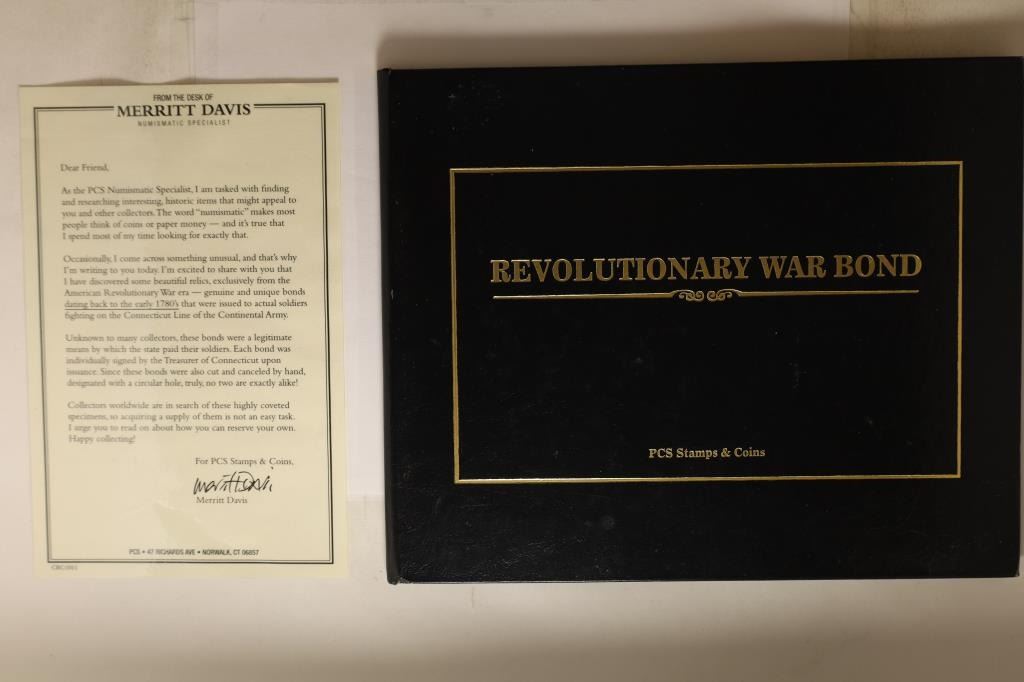 FROM THE DESK OF
MERRITT DAVIS
NUMISMATIC SPECIALIST
Dear Friend,
As the PCS Numismatic Specialist, I am tasked with finding
and researching interesting, historic items that might appeal to
you and other collectors. The word "numismatic" makes most
people think of coins or paper money — and it's true that
I spend most of my time looking for exactly that.
Occasionally, I come across something unusual, and that's why
I'm writing to you today. I'm excited to share with you that
I have discovered some beautiful relics, exclusively from the
American Revolutionary War era — genuine and unique bonds
dating back to the early 1780's that were issued to actual soldiers
fighting on the Connecticut Line of the Continental Army.
Unknown to many collectors, these bonds were a legitimate
means by which the state paid their soldiers. Each bond was
individually signed by the Treasurer of Connecticut upon
issuance. Since these bonds were also cut and canceled by hand,
designated with a circular hole, truly, no two are exactly alike!
Collectors worldwide are in search of these highly coveted
specimens, so acquiring a supply of them is not an easy task.
I urge you to read on about how you can reserve your own.
Happy collecting!
For PCS Stamps & Coins,
Merritt Davis
Merritt Davis
PCS • 47 RICHARDS AVE • NORWALK, CT 06857
REVOLUTIONARY WAR BOND
PCS Stamps & Coins